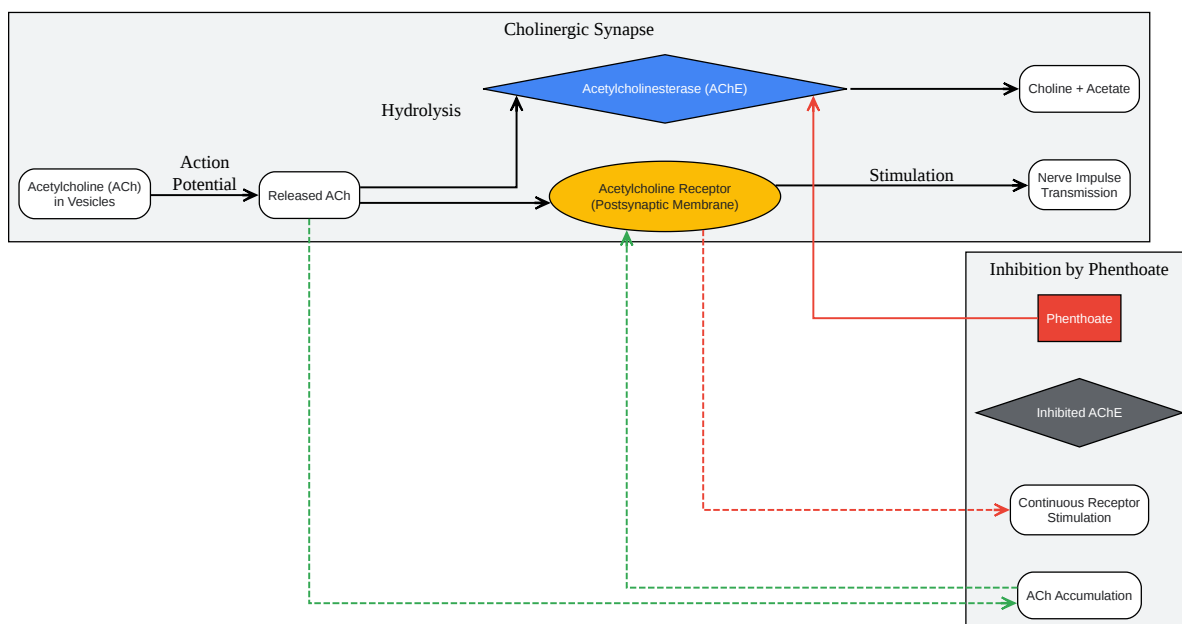 Cholinergic Synapse
Acetylcholinesterase (AChE)
Choline + Acetate
Hydrolysis
Action
Potential
Acetylcholine (ACh)
in Vesicles
Released ACh
Acetylcholine Receptor
(Postsynaptic Membrane)
Stimulation
Nerve Impulse
Transmission
Inhibition by Phenthoate
Phenthoate
Inhibited AChE
Continuous Receptor
Stimulation
ACh Accumulation